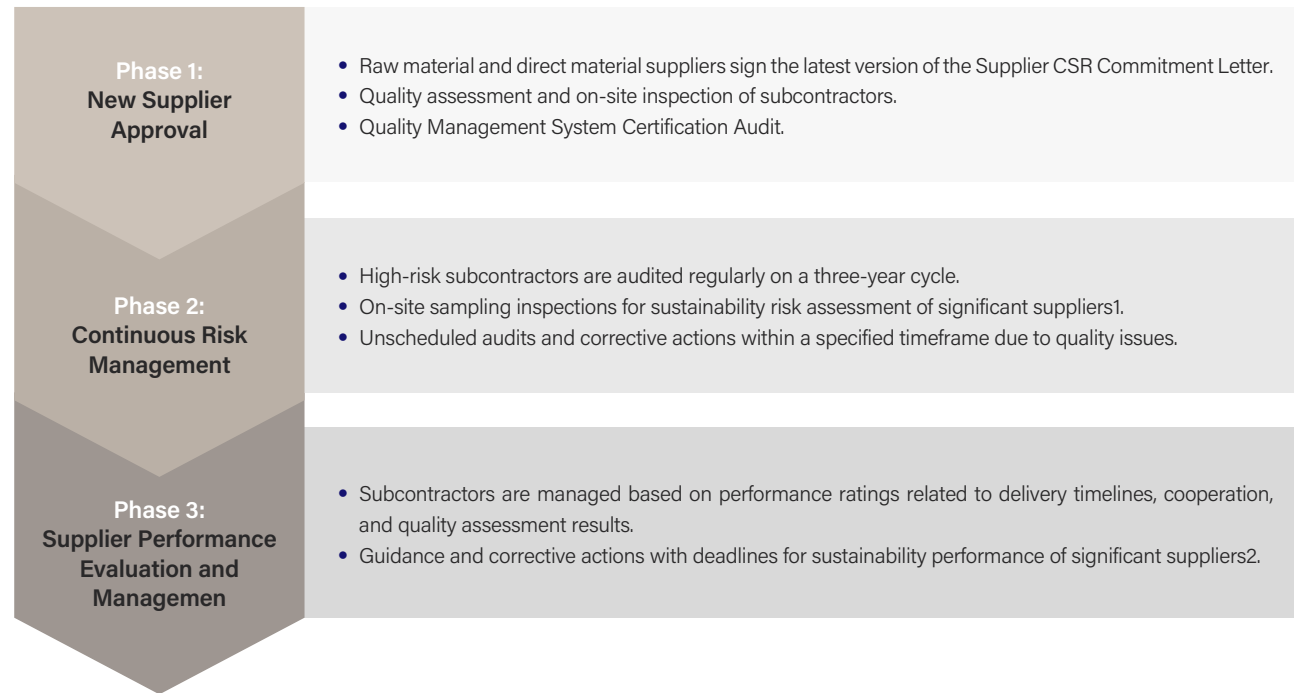 Phase 1:
New Supplier
Approval
• Raw material and direct material suppliers sign the latest version of the Supplier CSR Commitment Letter.
• Quality assessment and on-site inspection of subcontractors.
• Quality Management System Certification Audit.
Phase 2:
Continuous Risk
Management
• High-risk subcontractors are audited regularly on a three-year cycle.
• On-site sampling inspections for sustainability risk assessment of significant suppliers1.
• Unscheduled audits and corrective actions within a specified timeframe due to quality issues.
Phase 3:
Supplier Performance
Evaluation and
Managemen
• Subcontractors are managed based on performance ratings related to delivery timelines, cooperation,
and quality assessment results.
• Guidance and corrective actions with deadlines for sustainability performance of significant suppliers2.